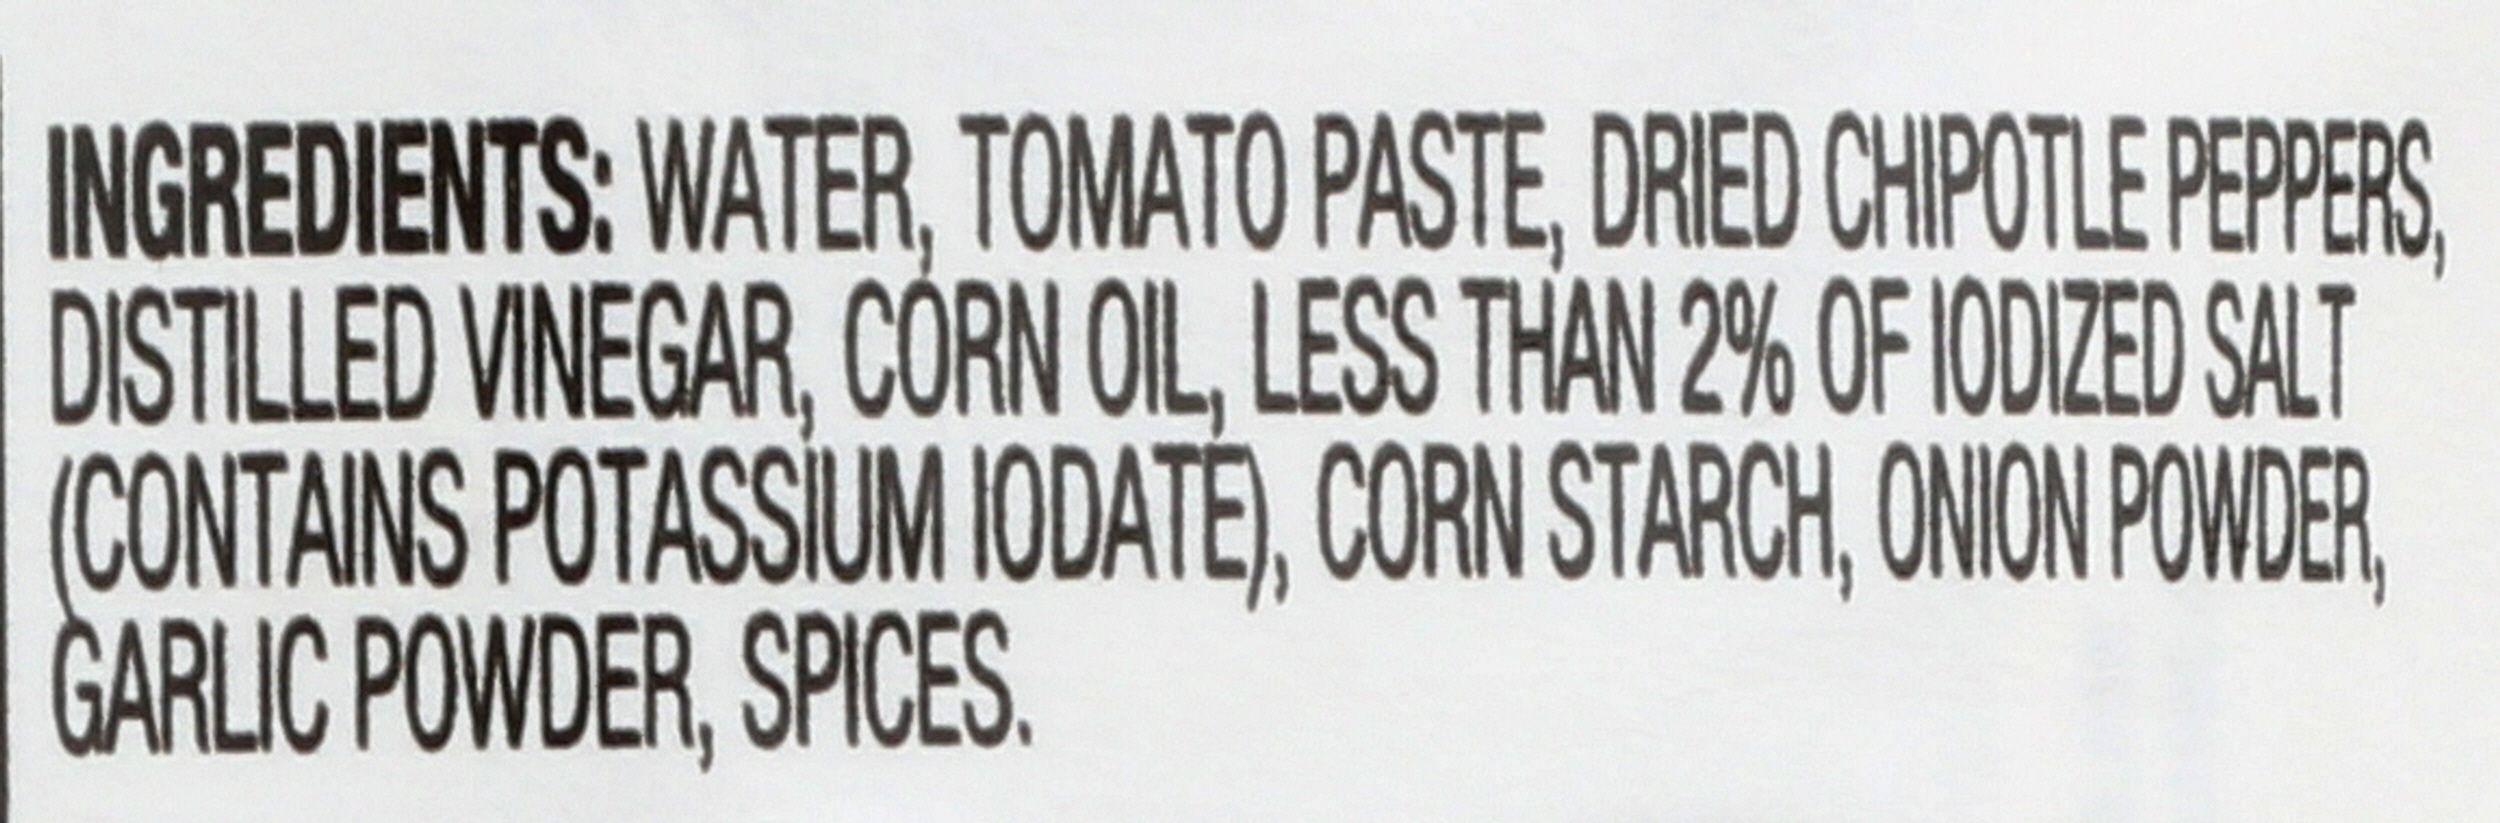 INGREDIENTS: WATER, TOMATO PASTE, DRIED CHIPOTLE PEPPERS,
DISTILLED VINEGAR, CORN OIL, LESS THAN 2% OF IODIZED SALT
(CONTAINS POTASSIUM IODATE), CORN STARCH, ONION POWDER,
GARLIC POWDER, SPICES.